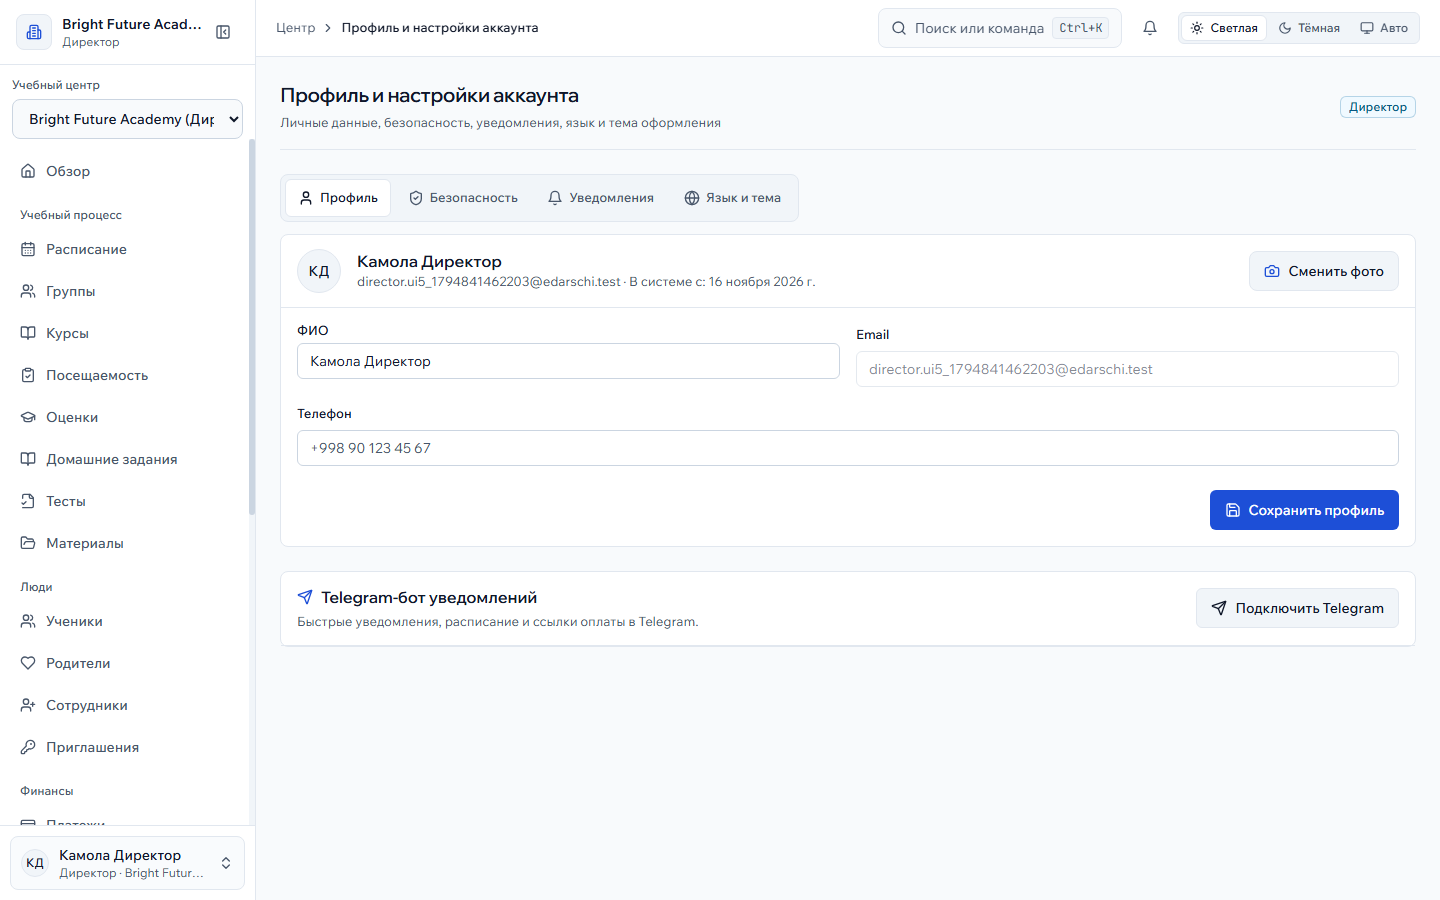 Bright Future Acad...
Директор
Учебный центр
Bright Future Academy (Дир
Обзор
Учебный процесс
Расписание
Группы
Курсы
Посещаемость
Оценки
Домашние задания
Тесты
Материалы
Люди
Ученики
Родители
Сотрудники
Приглашения
Финансы
Платежи
КД
Камола Директор
Директор · Bright Futur...
Центр
Профиль и настройки аккаунта
Поиск или команда
Ctrl+K
Светлая
Тёмная
Авто
Профиль и настройки аккаунта
Личные данные, безопасность, уведомления, язык и тема оформления
Директор
Профиль
Безопасность
Уведомления
Язык и тема
КД
Камола Директор
director.ui5_1794841462203@edarschi.test · В системе с: 16 ноября 2026 г.
Сменить фото
ФИО
Камола Директор
Email
director.ui5_1794841462203@edarschi.test
Телефон
+998 90 123 45 67
Сохранить профиль
Telegram-бот уведомлений
Быстрые уведомления, расписание и ссылки оплаты в Telegram.
Подключить Telegram